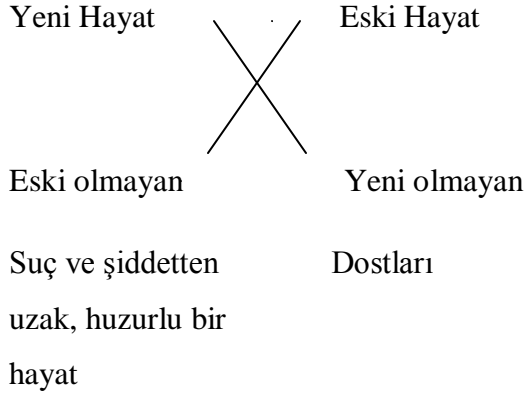 Yeni Hayat Eski Hayat
Eski olmayan Yeni olmayan
Suç ve şiddetten Dostları
uzak, huzurlu bir
hayat